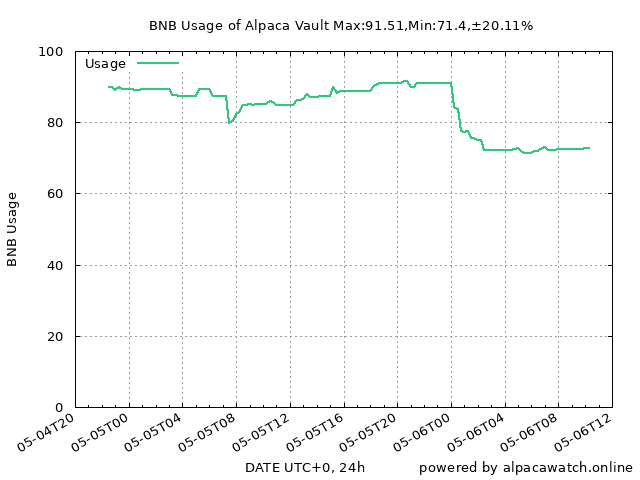 BNB Usage of Alpaca Vault Max:91.51,Min:71.4,±20.11%
Usage
100
80
60
40
20
0
BNB Usage
05-04T20
05-05T00
05-05T04
05-05T08
05-05T12
05-05T16
05-05T20
05-06T00
05-06T04
05-06T08
05-06T12
DATE UTC+0, 24h
powered by alpacawatch.online